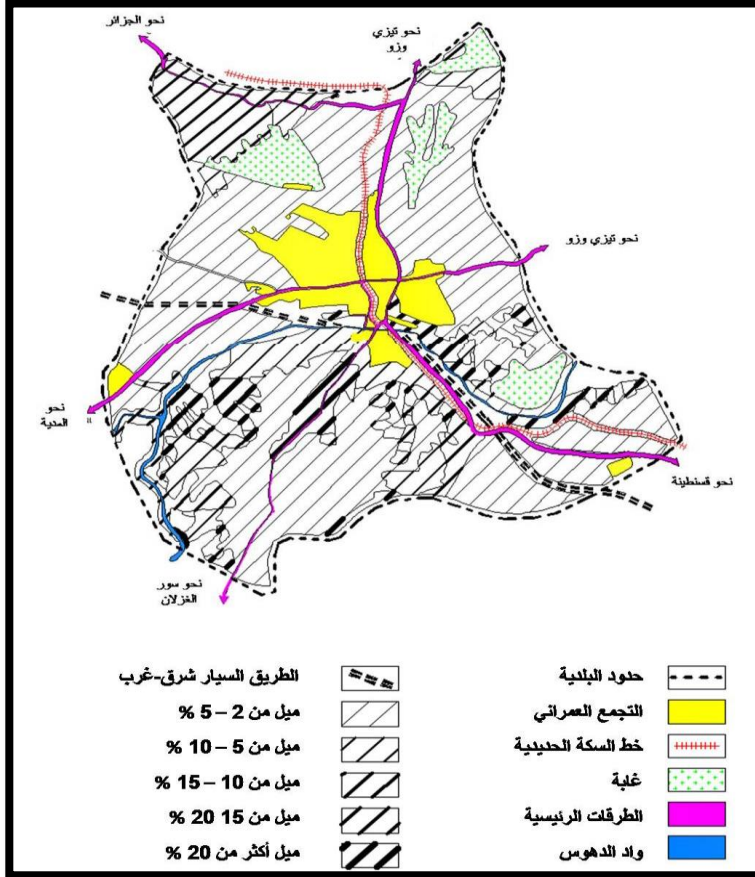 نحو الجزائر
نحو تيزي
وزو
نحو تيزي وزو
نحو
المدية
نحو قسنطينة
نحو سور
الغزلان
حدود البلدية
التجمع العمراني
خط السكة الحديدية
غابة
الطرقات الرئيسية
واد الدهوس
الطريق السيار شرق-غرب
ميل من 2 – 5 %
ميل من 5 – 10 %
ميل من 10 – 15 %
ميل من 15 20 %
ميل أكثر من 20 %